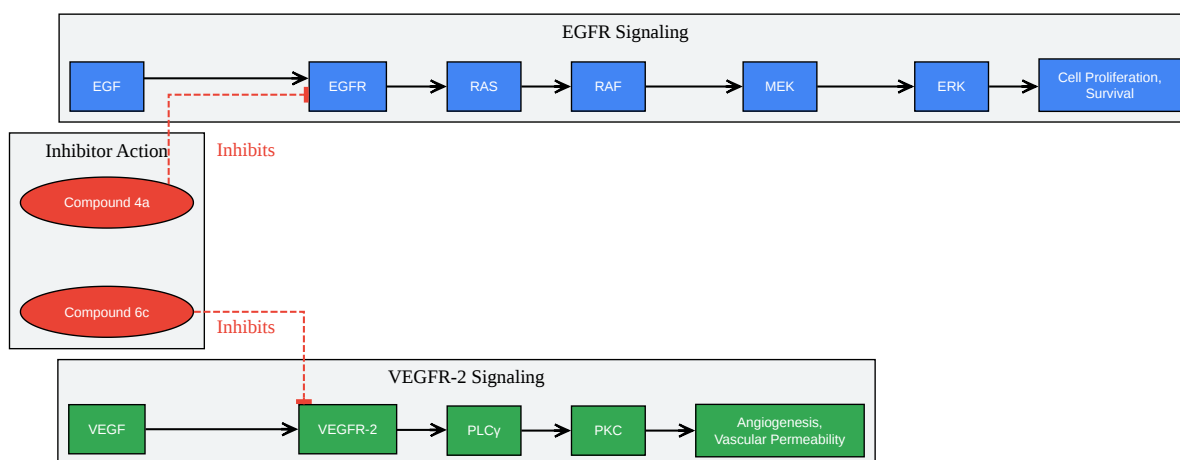 EGFR Signaling
EGF
EGFR
RAS
RAF
MEK
ERK
Cell Proliferation,
Survival
Inhibitor Action
Inhibits
Compound 4a
Compound 6c
Inhibits
VEGFR-2 Signaling
VEGF
VEGFR-2
PLCγ
PKC
Angiogenesis,
Vascular Permeability